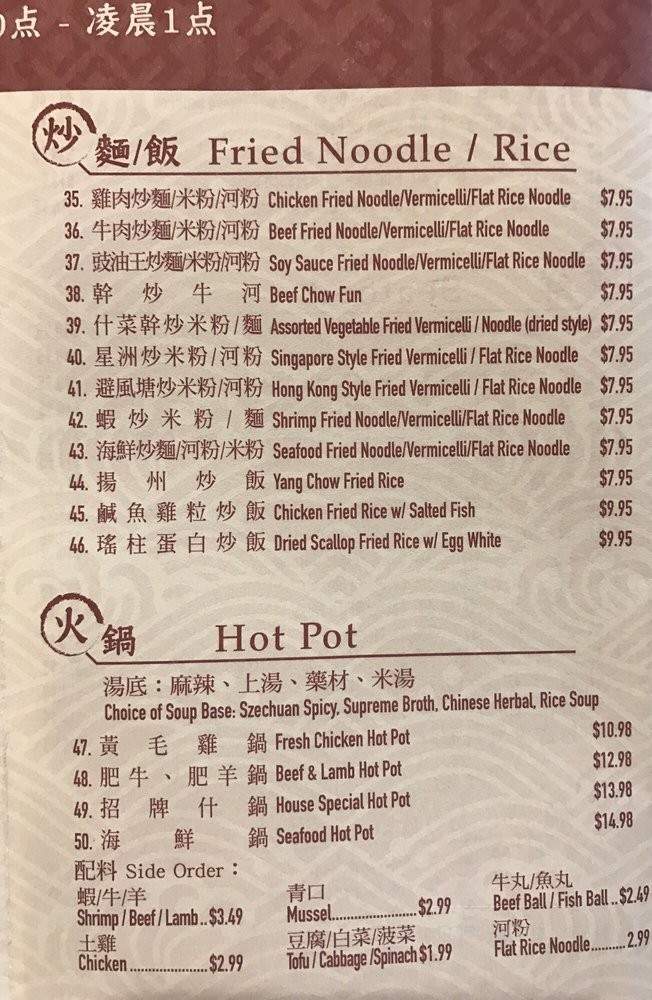 点 - 凌晨1点
炒 麵/飯 Fried Noodle / Rice
35. 雞肉炒麵/米粉/河粉 Chicken Fried Noodle/Vermicelli/Flat Rice Noodle $7.95
36. 牛肉炒麵/米粉/河粉 Beef Fried Noodle/Vermicelli/Flat Rice Noodle $7.95
37. 豉油王炒麵/米粉/河粉 Soy Sauce Fried Noodle/Vermicelli/Flat Rice Noodle $7.95
38. 幹炒牛河 Beef Chow Fun $7.95
39. 什菜幹炒米粉/麵 Assorted Vegetable Fried Vermicelli / Noodle (dried style) $7.95
40. 星洲炒米粉/河粉 Singapore Style Fried Vermicelli / Flat Rice Noodle $7.95
41. 避風塘炒米粉/河粉 Hong Kong Style Fried Vermicelli / Flat Rice Noodle $7.95
42. 蝦炒米粉/麵 Shrimp Fried Noodle/Vermicelli/Flat Rice Noodle $7.95
43. 海鮮炒麵/河粉/米粉 Seafood Fried Noodle/Vermicelli/Flat Rice Noodle $7.95
44. 揚州炒飯 Yang Chow Fried Rice $7.95
45. 鹹魚雞粒炒飯 Chicken Fried Rice w/ Salted Fish $9.95
46. 瑤柱蛋白炒飯 Dried Scallop Fried Rice w/ Egg White $9.95
火鍋 Hot Pot
湯底：麻辣、上湯、藥材、米湯
Choice of Soup Base: Szechuan Spicy, Supreme Broth, Chinese Herbal, Rice Soup
47. 黃毛雞鍋 Fresh Chicken Hot Pot $10.98
48. 肥牛、肥羊鍋 Beef & Lamb Hot Pot $12.98
49. 招牌什鍋 House Special Hot Pot $13.98
50. 海鮮鍋 Seafood Hot Pot $14.98
配料 Side Order：
蝦/牛/羊 青口 牛丸/魚丸
Shrimp / Beef / Lamb..$3.49 Mussel.......................$2.99 Beef Ball / Fish Ball ..$2.49
土雞 豆腐/白菜/菠菜 河粉
Chicken .....................$2.99 Tofu / Cabbage /Spinach $1.99 Flat Rice Noodle..........2.99